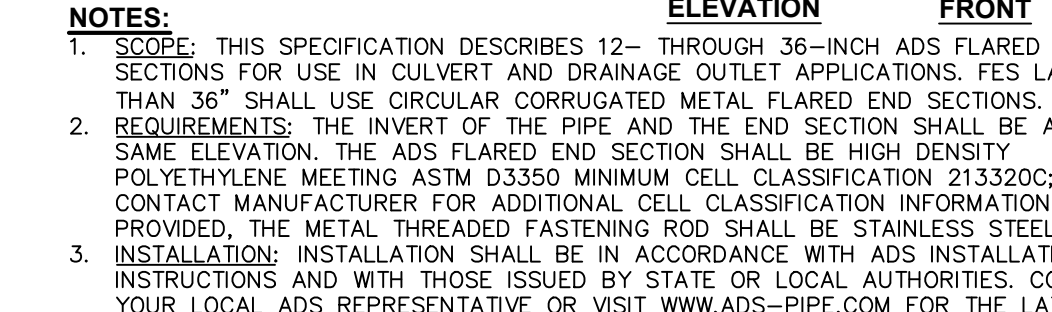 ELEVATION FRONT
NOTES:
1. SCOPE: THIS SPECIFICATION DESCRIBES 12– THROUGH 36–INCH ADS FLARED
SECTIONS FOR USE IN CULVERT AND DRAINAGE OUTLET APPLICATIONS. FES
THAN 36" SHALL USE CIRCULAR CORRUGATED METAL FLARED END SECTIONS.
2. REQUIREMENTS: THE INVERT OF THE PIPE AND THE END SECTION SHALL BE
SAME ELEVATION. THE ADS FLARED END SECTION SHALL BE HIGH DENSITY
POLYETHYLENE MEETING ASTM D3350 MINIMUM CELL CLASSIFICATION 213320C;
CONTACT MANUFACTURER FOR ADDITIONAL CELL CLASSIFICATION INFORMATION
PROVIDED, THE METAL THREADED FASTENING ROD SHALL BE STAINLESS STEEL
3. INSTALLATION: INSTALLATION SHALL BE IN ACCORDANCE WITH ADS
INSTRUCTIONS AND WITH THOSE ISSUED BY STATE OR LOCAL AUTHORITIES.
YOUR LOCAL ADS REPRESENTATIVE OR VISIT WWW.ADS–PIPE.COM FOR THE